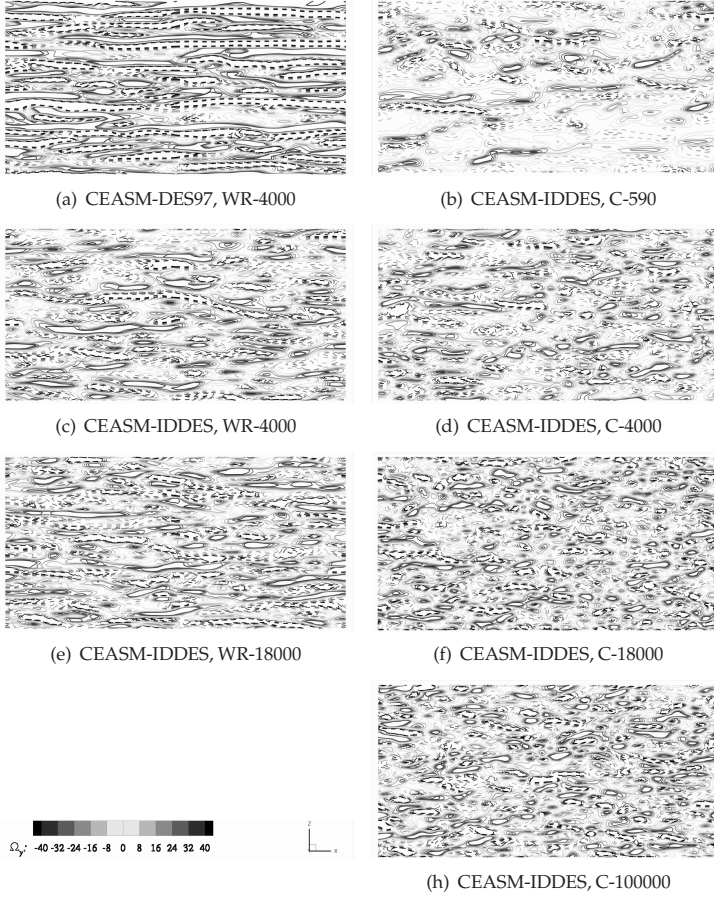 (a) CEASM-DES97, WR-4000
(b) CEASM-IDDES, C-590
(c) CEASM-IDDES, WR-4000
(d) CEASM-IDDES, C-4000
(e) CEASM-IDDES, WR-18000
(f) CEASM-IDDES, C-18000
Ωy: -40 -32 -24 -16 -8 0 8 16 24 32 40
z
x
(h) CEASM-IDDES, C-100000